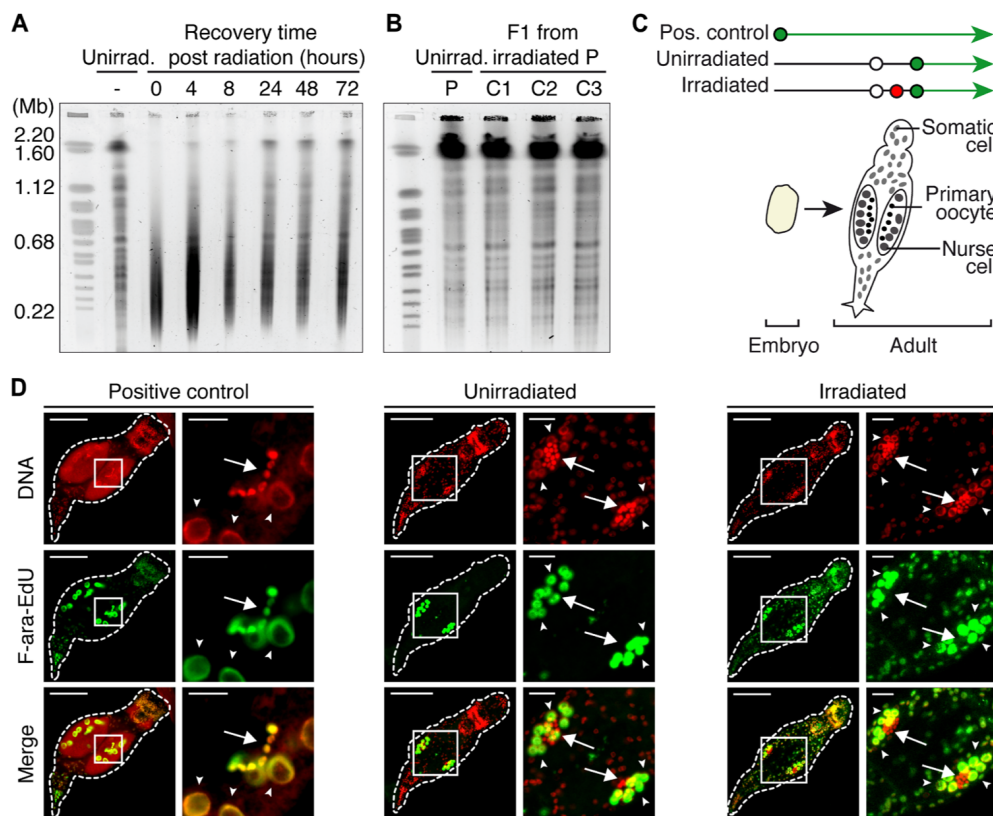 A
Recovery time
Unirrad. post radiation (hours)
- 0 4 8 24 48 72
(Mb)
2.20
1.60
1.12
0.68
0.22
B
F1 from
Unirrad. irradiated P
P C1 C2 C3
C
Pos. control
Unirradiated
Irradiated
Somatic
cell
Primary
oocyte
Nurse
cell
Embryo Adult
D
Positive control Unirradiated Irradiated
DNA
F-ara-EdU
Merge